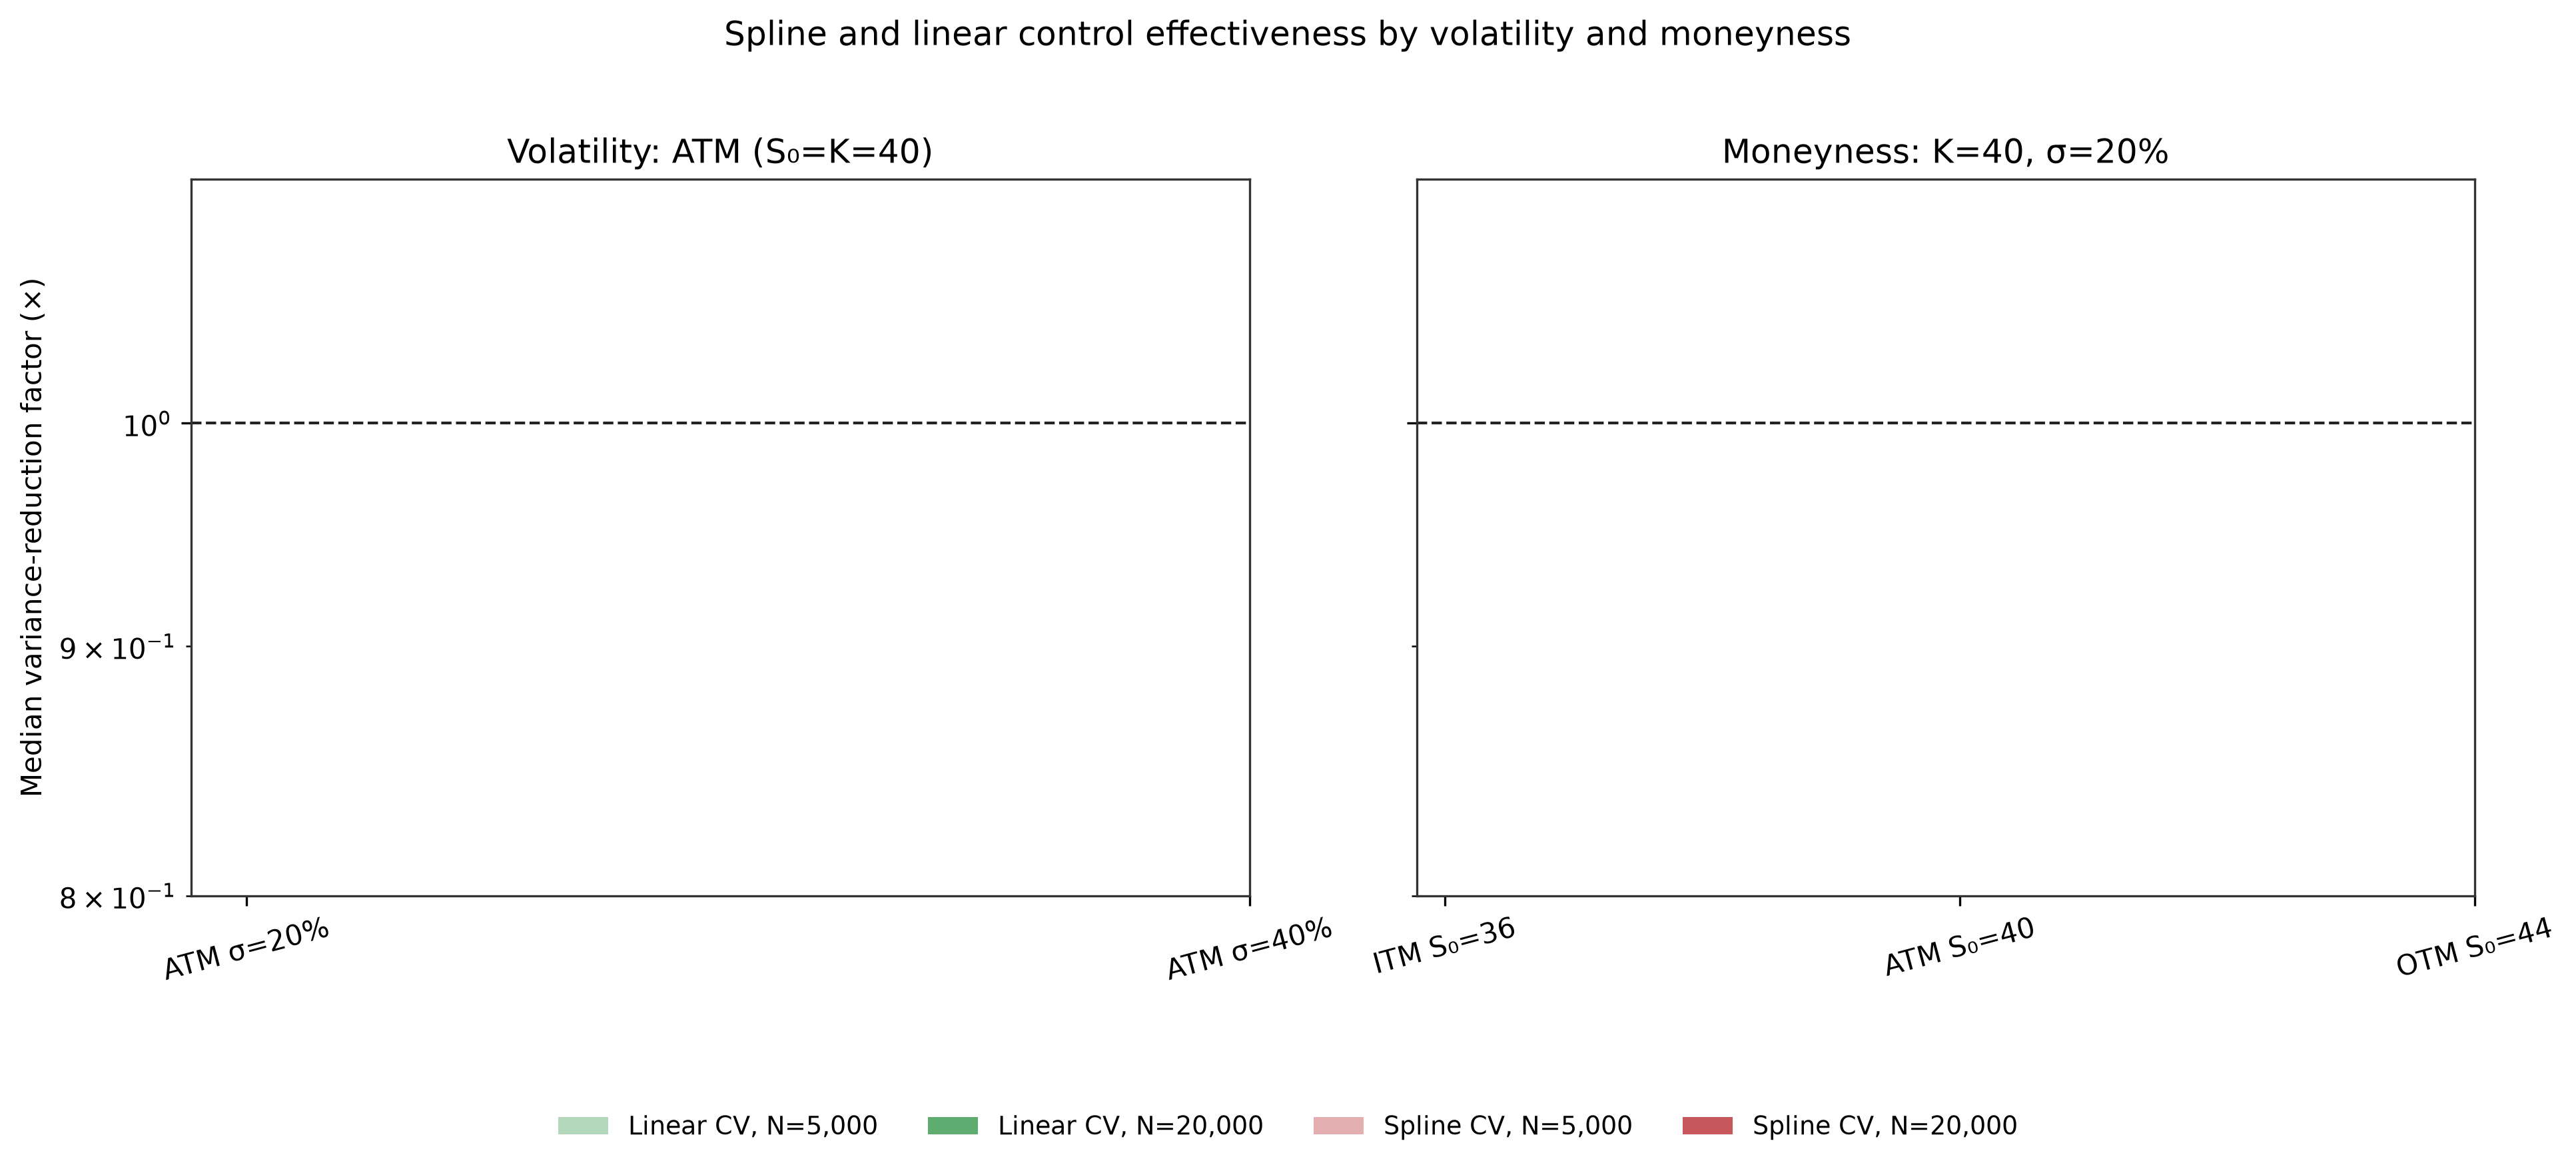 Spline and linear control effectiveness by volatility and moneyness
Volatility: ATM (S₀=K=40)
Moneyness: K=40, σ=20%
Median variance-reduction factor (×)
10⁰
9 × 10⁻¹
8 × 10⁻¹
ATM σ=20%
ATM σ=40%
ITM S₀=36
ATM S₀=40
OTM S₀=44
Linear CV, N=5,000
Linear CV, N=20,000
Spline CV, N=5,000
Spline CV, N=20,000